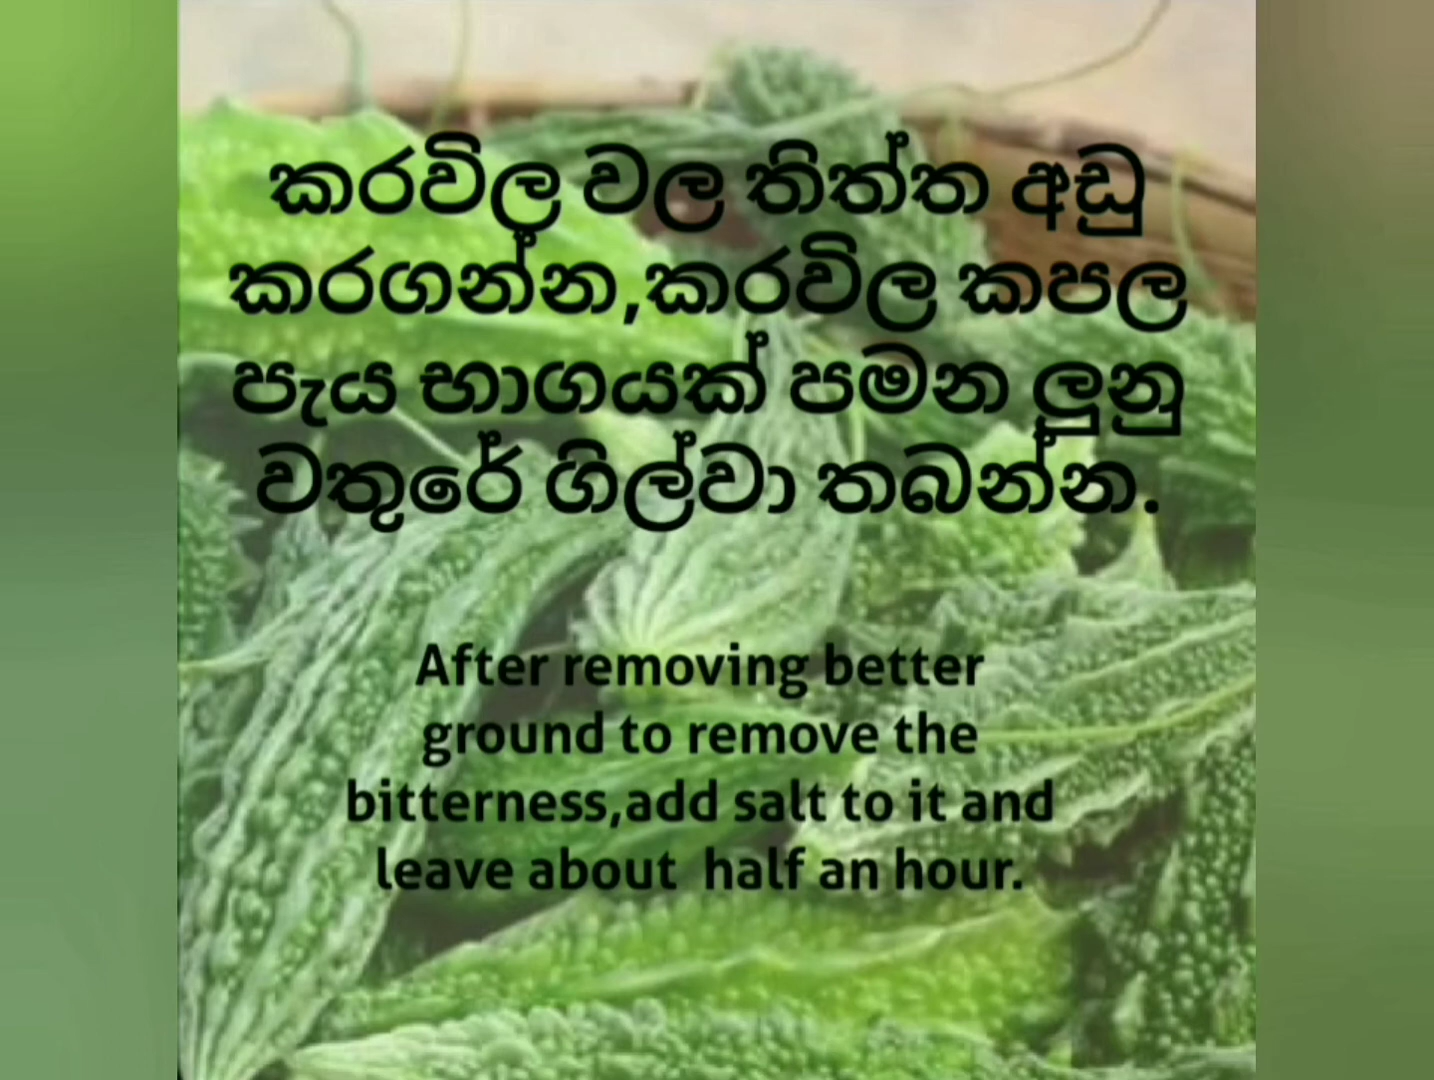 කරවිල වල තිත්ත අඩු
කරගන්න,කරවිල කපල
පැය භාගයක් පමන ලුනු
වතුරේ ගිල්වා තබන්න.
After removing better
ground to remove the
bitterness,add salt to it and
leave about  half an hour.